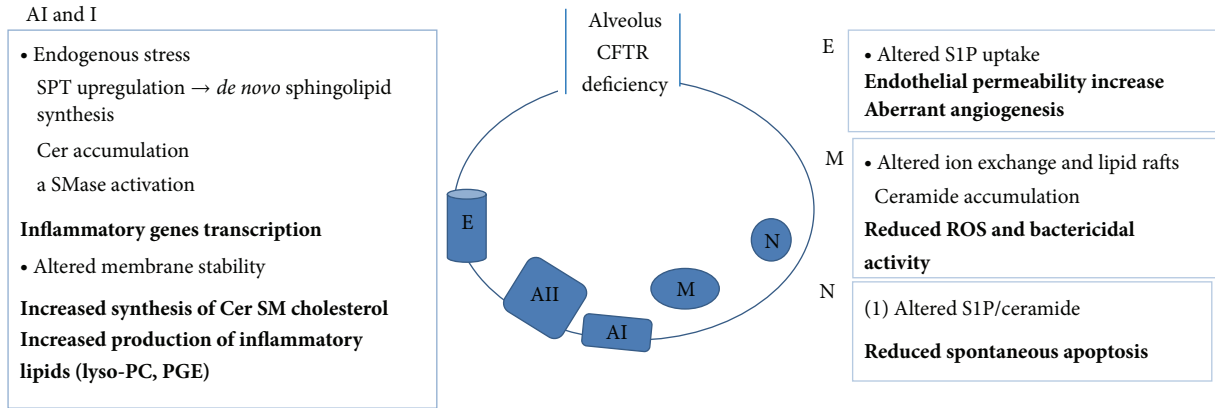 AI and I
• Endogenous stress
SPT upregulation → de novo sphingolipid
synthesis
Cer accumulation
a SMase activation
Inflammatory genes transcription
• Altered membrane stability
Increased synthesis of Cer SM cholesterol
Increased production of inflammatory
lipids (lyso-PC, PGE)
Alveolus
CFTR
deficiency
E
AII
AI
M
N
E
• Altered S1P uptake
Endothelial permeability increase
Aberrant angiogenesis
M
• Altered ion exchange and lipid rafts
Ceramide accumulation
Reduced ROS and bactericidal
activity
N
(1) Altered S1P/ceramide
Reduced spontaneous apoptosis